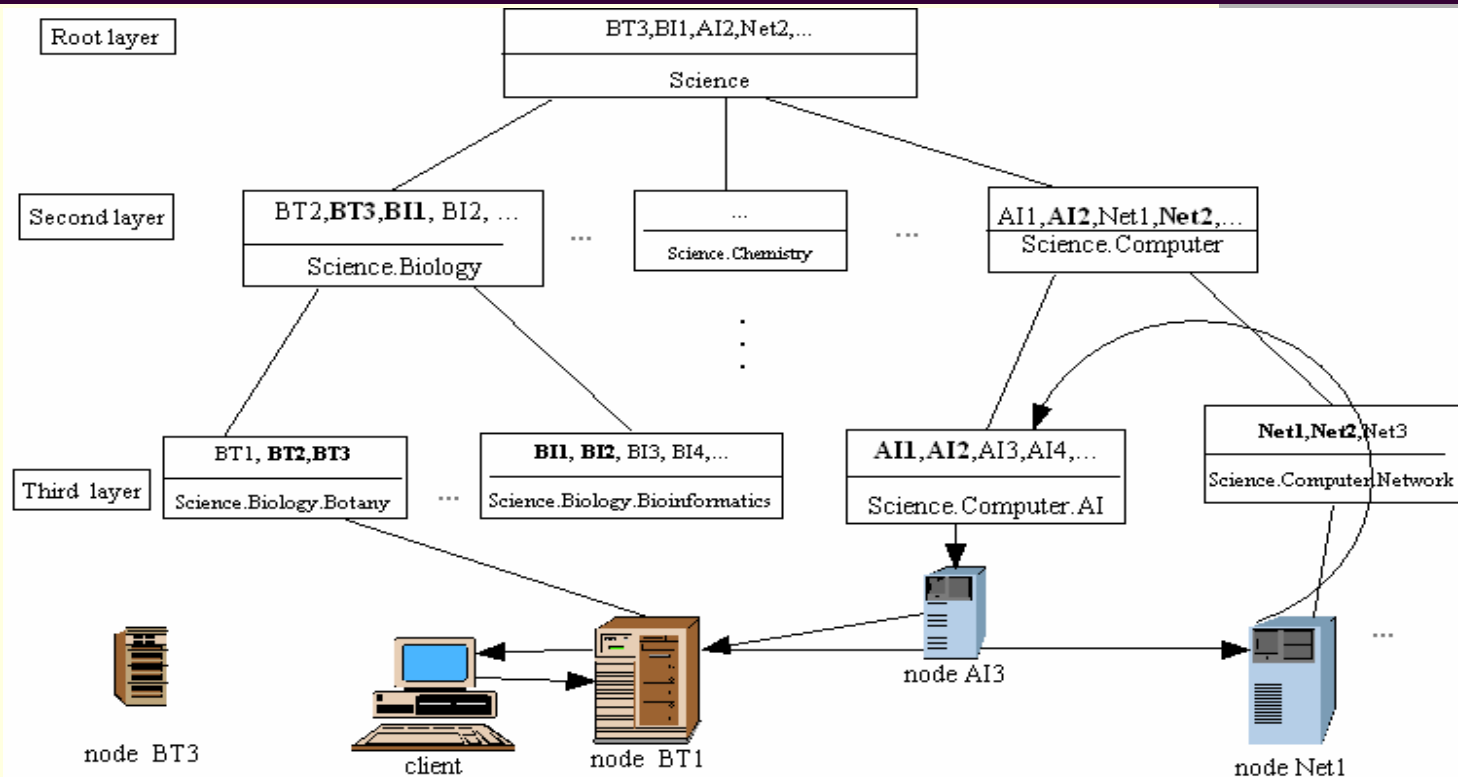 Root layer
BT3,BI1,AI2,Net2,...
Science
Second layer
BT2,BT3,BI1, BI2, ...
Science.Biology
...
...
Science.Chemistry
...
AI1,AI2,Net1,Net2,...
Science.Computer
Third layer
BT1, BT2,BT3
Science.Biology.Botany
...
BI1, BI2, BI3, BI4,...
Science.Biology.Bioinformatics
AI1,AI2,AI3,AI4,...
Science.Computer.AI
Net1,Net2,Net3
Science.Computer.Network
...
node BT3
client
node BT1
node AI3
node Net1